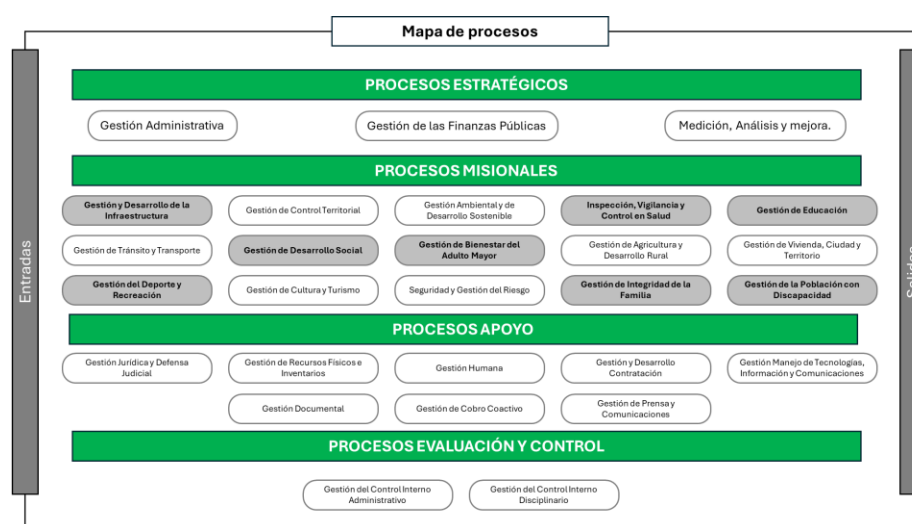 Mapa de procesos
Entradas
PROCESOS ESTRATÉGICOS
Gestión Administrativa
Gestión de las Finanzas Públicas
Medición, Análisis y mejora.
PROCESOS MISIONALES
Gestión y Desarrollo de la
Infraestructura
Gestión de Control Territorial
Gestión Ambiental y de
Desarrollo Sostenible
Inspección, Vigilancia y
Control en Salud
Gestión de Educación
Gestión de Tránsito y Transporte
Gestión de Desarrollo Social
Gestión de Bienestar del
Adulto Mayor
Gestión de Agricultura y
Desarrollo Rural
Gestión de Vivienda, Ciudad y
Territorio
Gestión del Deporte y
Recreación
Gestión de Cultura y Turismo
Seguridad y Gestión del Riesgo
Gestión de Integridad de la
Familia
Gestión de la Población con
Discapacidad
PROCESOS APOYO
Gestión Jurídica y Defensa
Judicial
Gestión de Recursos Físicos e
Inventarios
Gestión Humana
Gestión y Desarrollo
Contratación
Gestión Manejo de Tecnologías,
Información y Comunicaciones
Gestión Documental
Gestión de Cobro Coactivo
Gestión de Prensa y
Comunicaciones
PROCESOS EVALUACIÓN Y CONTROL
Gestión del Control Interno
Administrativo
Gestión del Control Interno
Disciplinario
Salidas